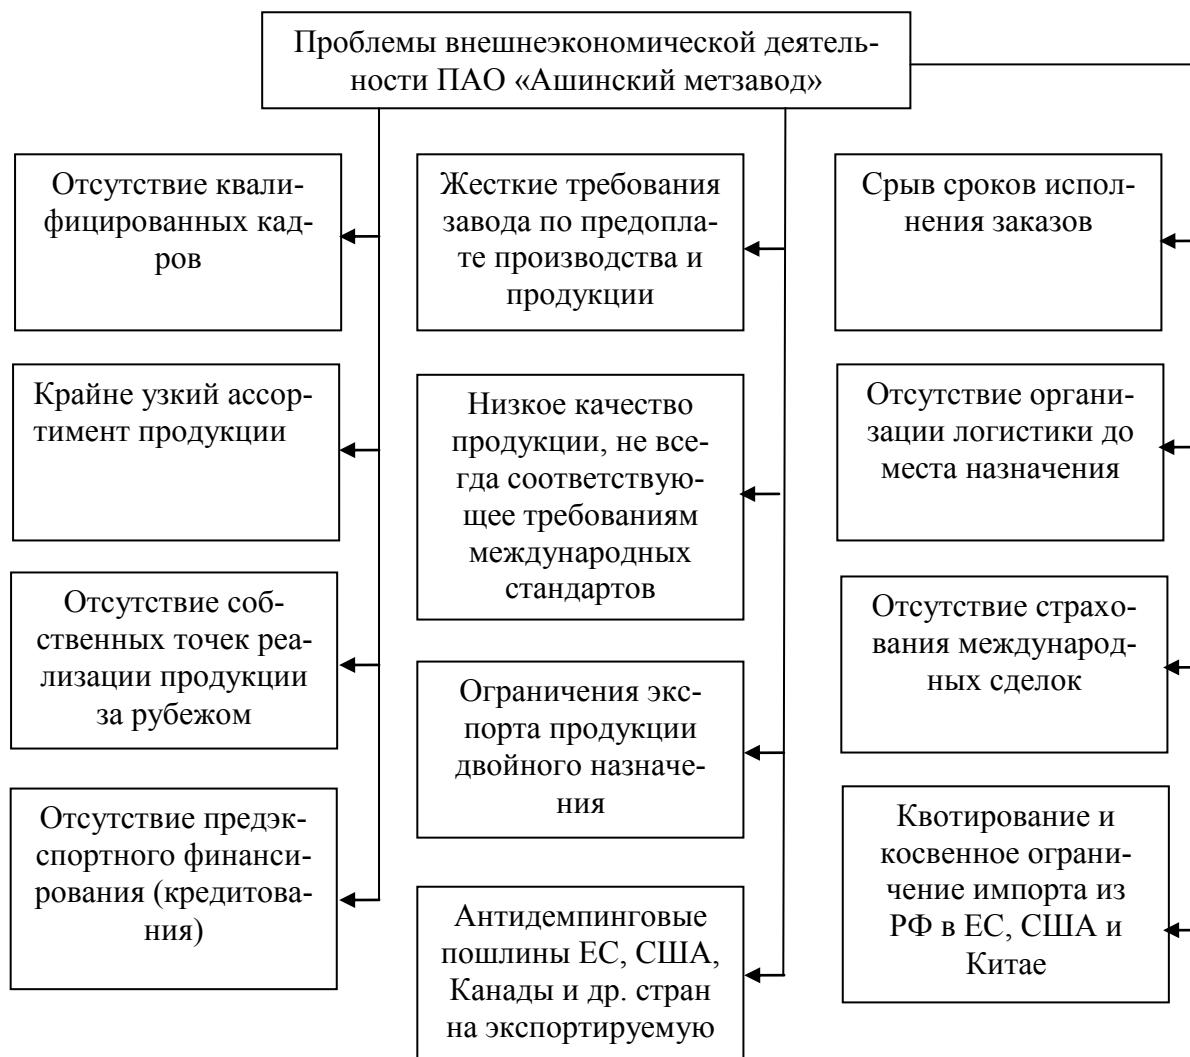 Проблемы внешнеэкономической деятель-
ности ПАО «Ашинский метзавод»
Отсутствие квали-
фицированных кад-
ров
Крайне узкий ассор-
тимент продукции
Отсутствие соб-
ственных точек ре-
ализации продукции
за рубежом
Отсутствие предэк-
спортного финанси-
рования (кредитова-
ния)
Жесткие требования
завода по предопла-
те производства и
продукции
Низкое качество
продукции, не все-
гда соответствую-
щее требованиям
международных
стандартов
Ограничения экс-
порта продукции
двойного назначе-
ния
Антидемпинговые
пошлины ЕС, США,
Канады и др. стран
на экспортируемую
Срыв сроков испол-
нения заказов
Отсутствие органи-
зации логистики до
места назначения
Отсутствие страхо-
вания международ-
ных сделок
Квотирование и
косвенное ограни-
чение импорта из
РФ в ЕС, США и
Китае